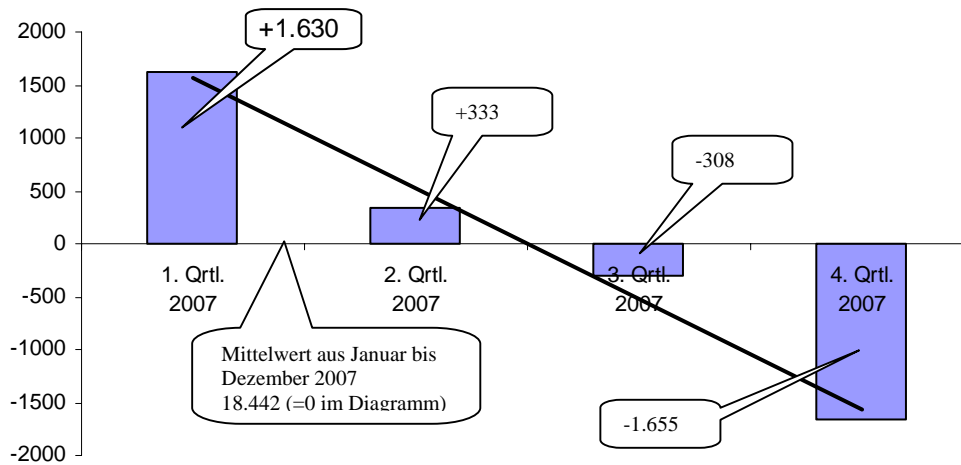 2000
+1.630
1500
+333
1000
-308
500
0
1. Qrtl.
2007
2. Qrtl.
2007
3. Qrtl.
2007
4. Qrtl.
2007
-500
Mittelwert aus Januar bis
Dezember 2007
18.442 (=0 im Diagramm)
-1000
-1500
-1.655
-2000